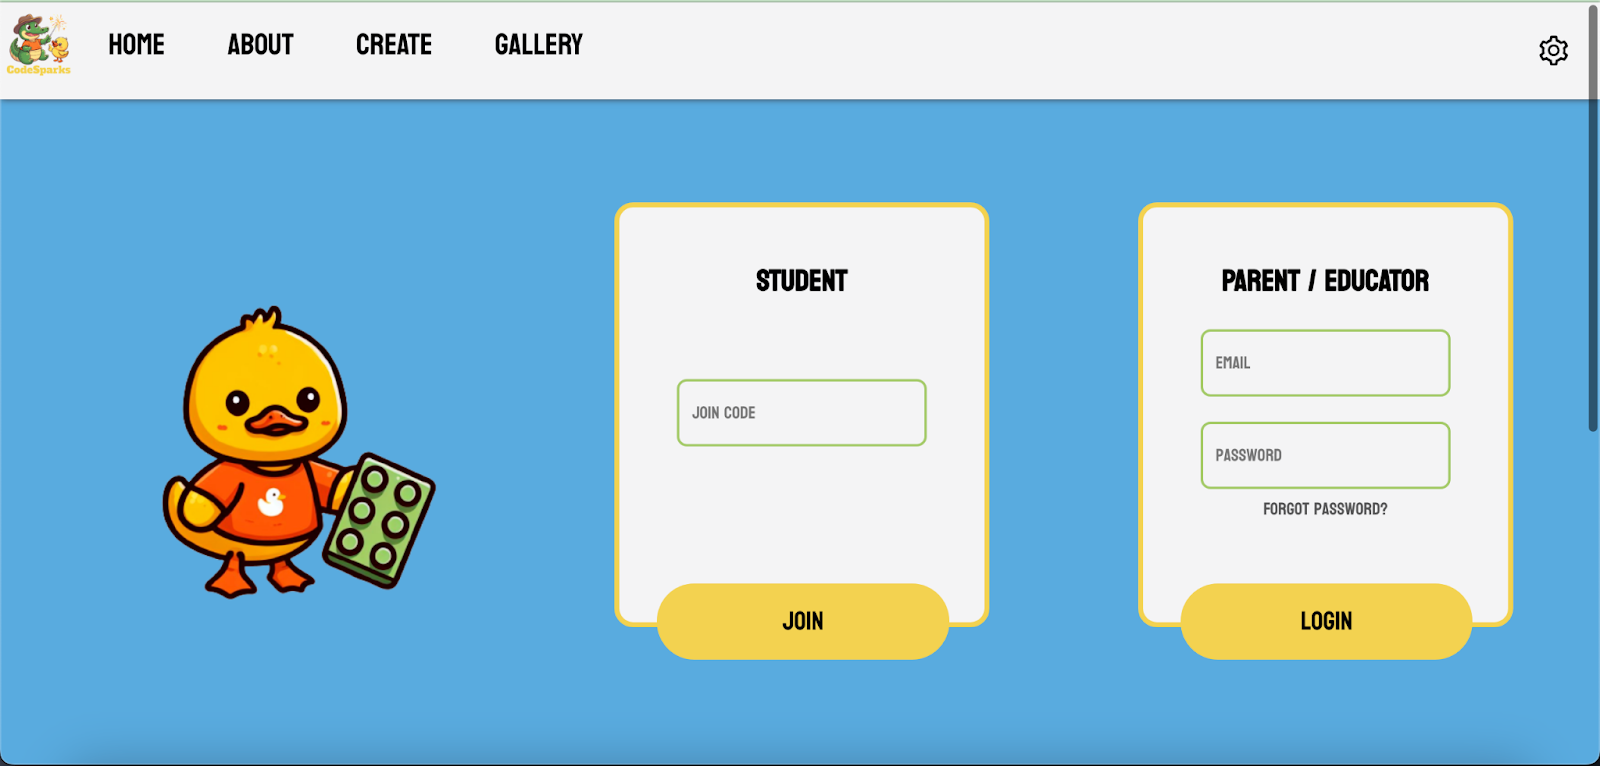 CodeSparks
HOME ABOUT CREATE GALLERY
STUDENT
JOIN CODE
JOIN
PARENT / EDUCATOR
EMAIL
PASSWORD
FORGOT PASSWORD?
LOGIN